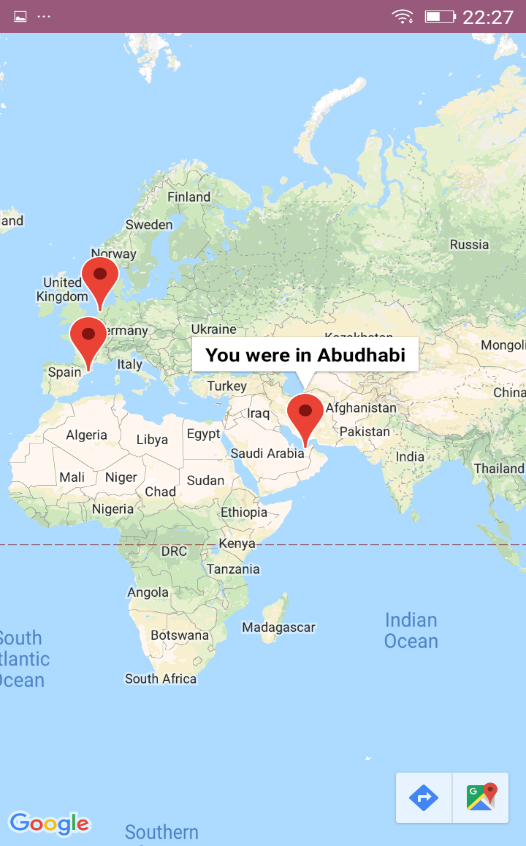 22:27
Finland
Sweden
Norway
Russia
and
United
Kingdom
ermany
Ukraine
Kazakhstan
Mongoli
You were in Abudhabi
Spain
Italy
Turkey
China
Iraq
Afghanistan
Algeria
Libya
Egypt
Pakistan
Saudi Arabia
India
Thailand
Mali
Niger
Chad
Sudan
Nigeria
Ethiopia
DRC
Kenya
Tanzania
Angola
Botswana
Madagascar
Indian
Ocean
South
tlantic
Ocean
South Africa
G
Google
Southern